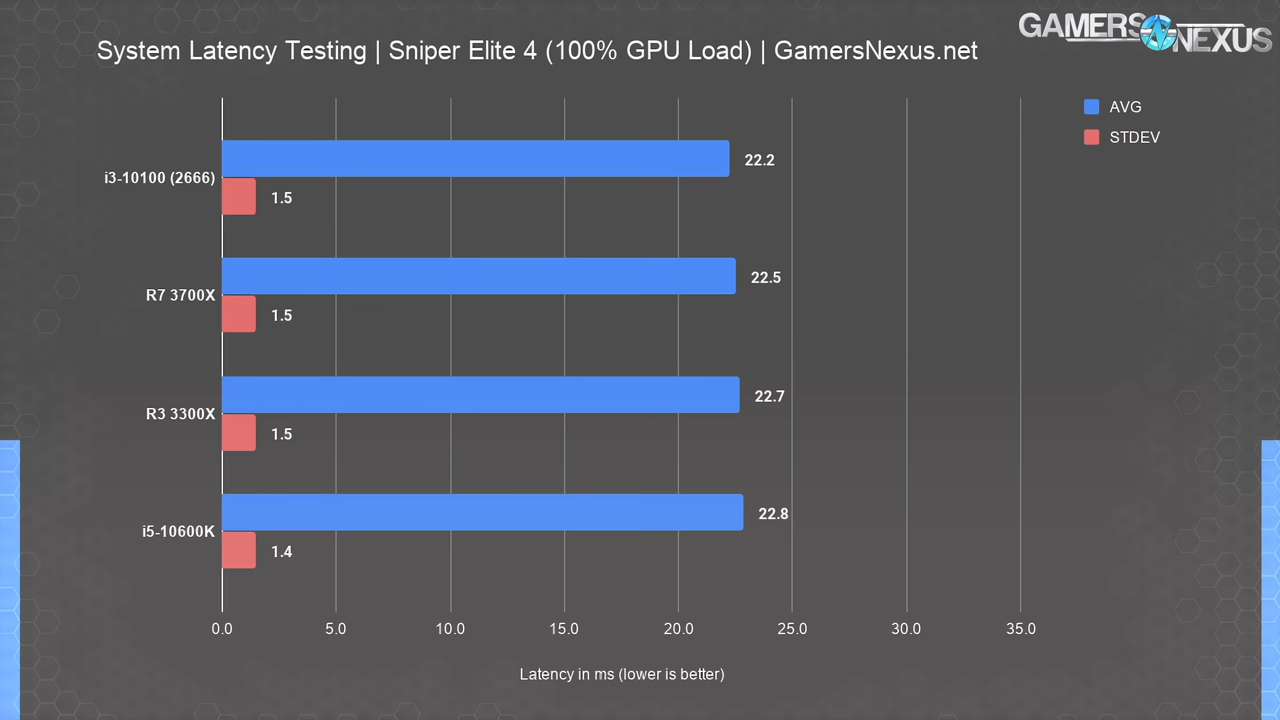 System Latency Testing | Sniper Elite 4 (100% GPU Load) | GamersNexus.net
GAMERS NEXUS
AVG
STDEV
i3-10100 (2666)
22.2
1.5
R7 3700X
22.5
1.5
R3 3300X
22.7
1.5
i5-10600K
22.8
1.4
0.0 5.0 10.0 15.0 20.0 25.0 30.0 35.0
Latency in ms (lower is better)